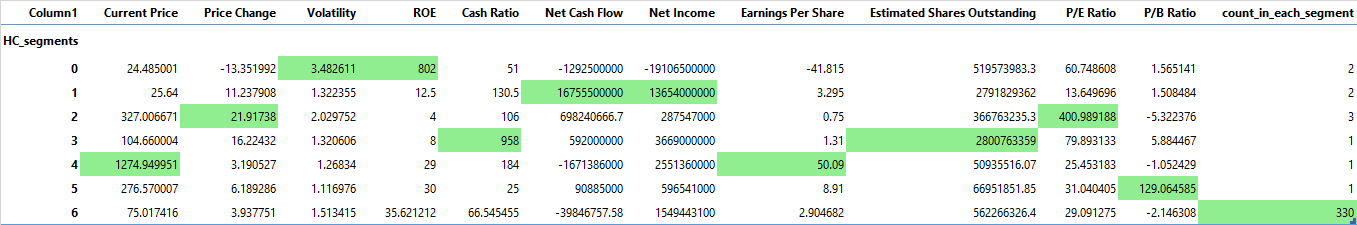 Column1 Current Price Price Change Volatility ROE Cash Ratio Net Cash Flow Net Income Earnings Per Share Estimated Shares Outstanding P/E Ratio P/B Ratio count_in_each_segment
HC_segments
0 24.485001 -13.351992 3.482611 802 51 -1292500000 -19106500000 -41.815 519573983.3 60.748608 1.565141 2
1 25.64 11.237908 1.322355 12.5 130.5 16755500000 13654000000 3.295 2791829362 13.649696 1.508484 2
2 327.006671 21.91738 2.029752 4 106 698240666.7 287547000 0.75 366763235.3 400.989188 -5.322376 3
3 104.660004 16.22432 1.320606 8 958 592000000 3669000000 1.31 2800763359 79.893133 5.884467 1
4 1274.949951 3.190527 1.26834 29 184 -1671386000 2551360000 50.09 50935516.07 25.453183 -1.052429 1
5 276.570007 6.189286 1.116976 30 25 90885000 596541000 8.91 66951851.85 31.040405 129.064585 1
6 75.017416 3.937751 1.513415 35.621212 66.545455 -39846757.58 1549443100 2.904682 562266326.4 29.091275 -2.146308 330